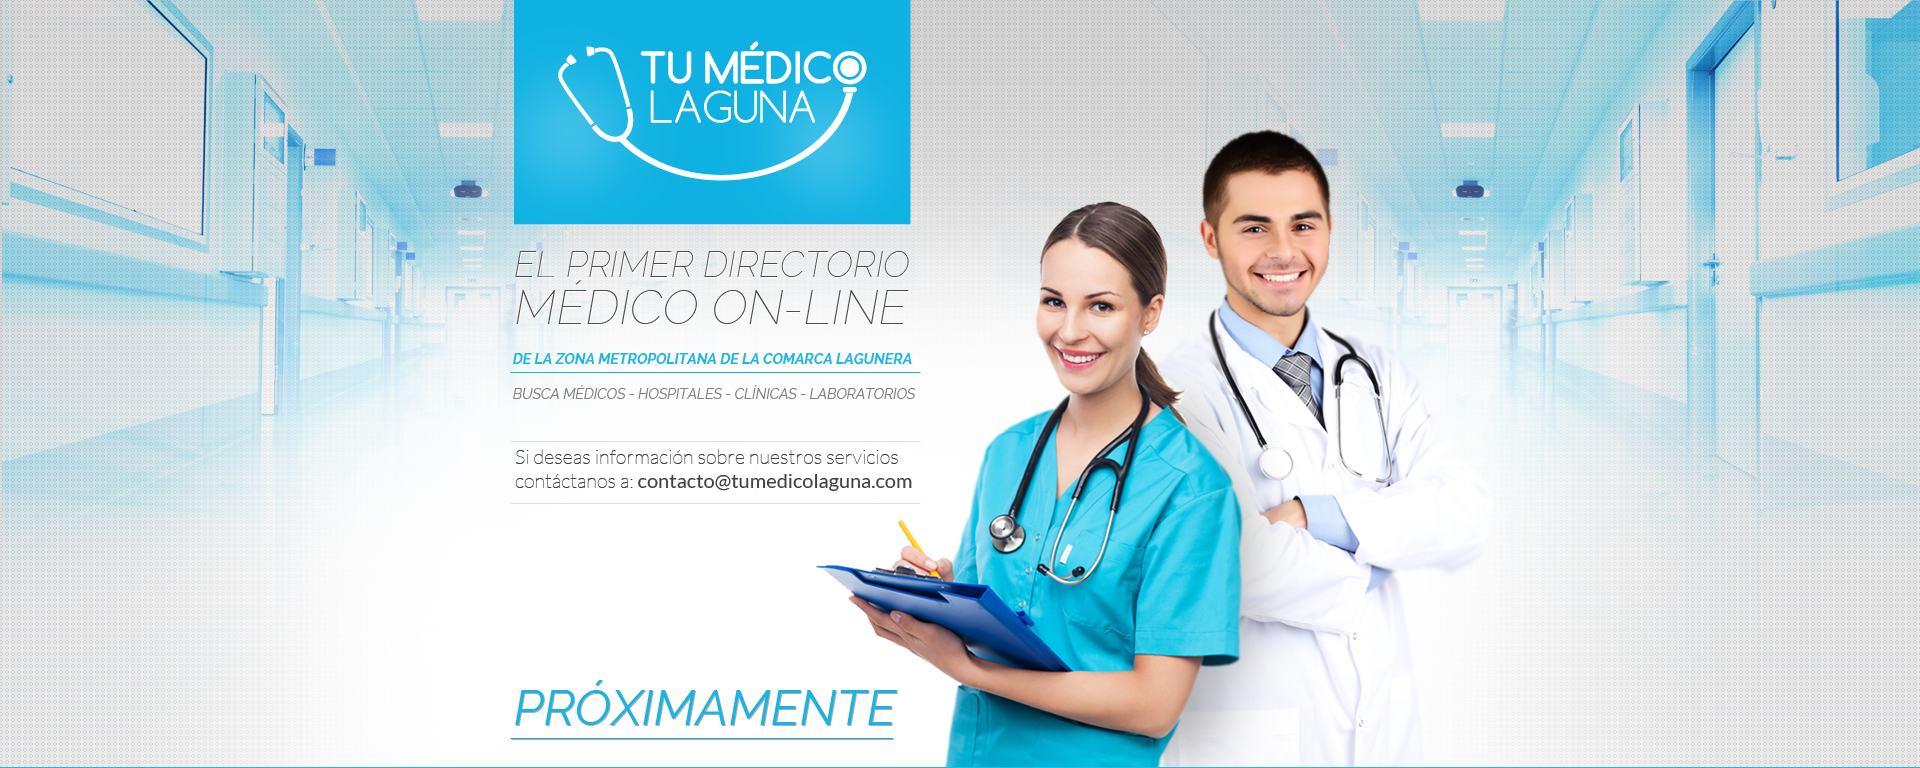 TU MÉDICO
LAGUNA
EL PRIMER DIRECTORIO
MÉDICO ON-LINE
DE LA ZONA METROPOLITANA DE LA COMARCA LAGUNERA
BUSCA MÉDICOS - HOSPITALES - CLÍNICAS - LABORATORIOS
Si deseas información sobre nuestros servicios
contáctanos a: contacto@tumedicolaguna.com
PRÓXIMAMENTE